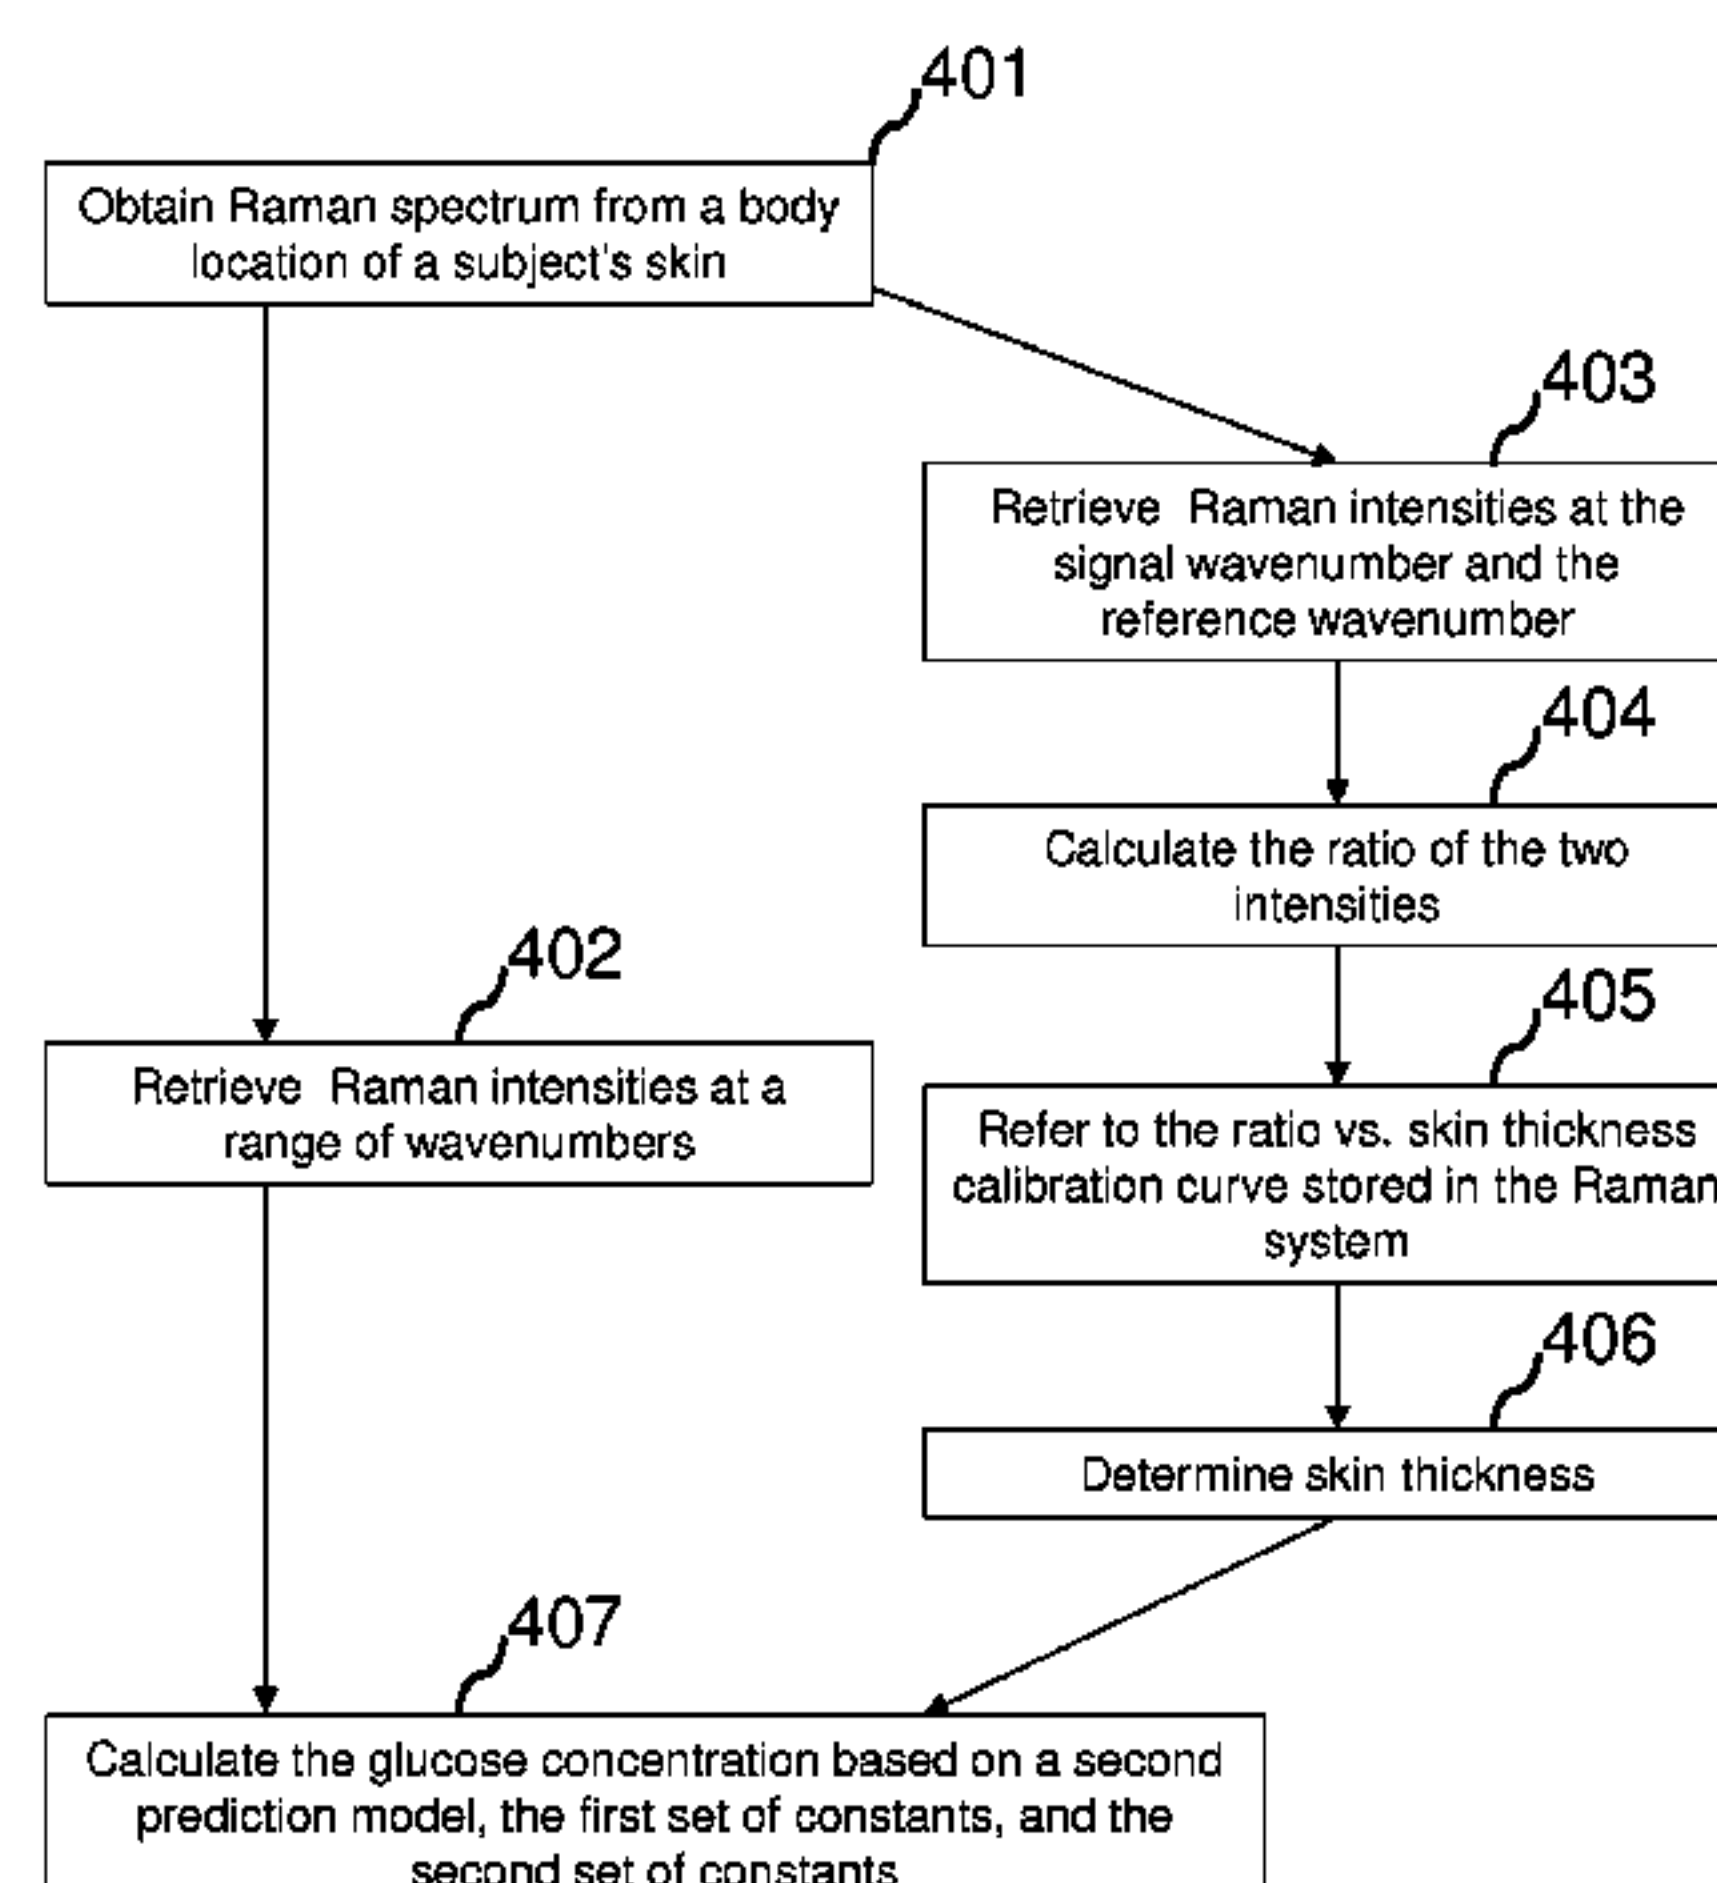 401
Obtain Raman spectrum from a body
location of a subject's skin
403
Retrieve Raman intensities at the
signal wavenumber and the
reference wavenumber
404
Calculate the ratio of the two
intensities
402
Retrieve Raman intensities at a
range of wavenumbers
405
Refer to the ratio vs. skin thickness
calibration curve stored in the Raman
system
406
Determine skin thickness
407
Calculate the glucose concentration based on a second
prediction model, the first set of constants, and the
second set of constants